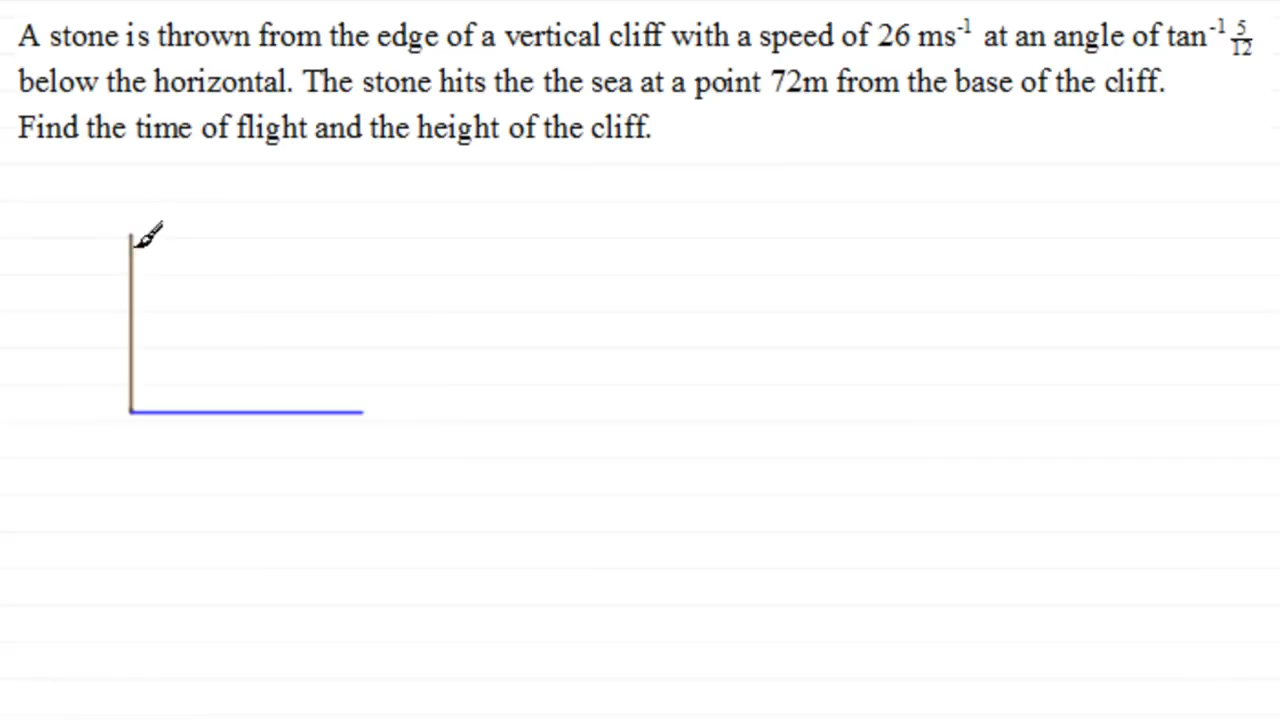 A stone is thrown from the edge of a vertical cliff with a speed of 26 ms⁻¹ at an angle of tan⁻¹ 5/12
below the horizontal. The stone hits the the sea at a point 72m from the base of the cliff.
Find the time of flight and the height of the cliff.